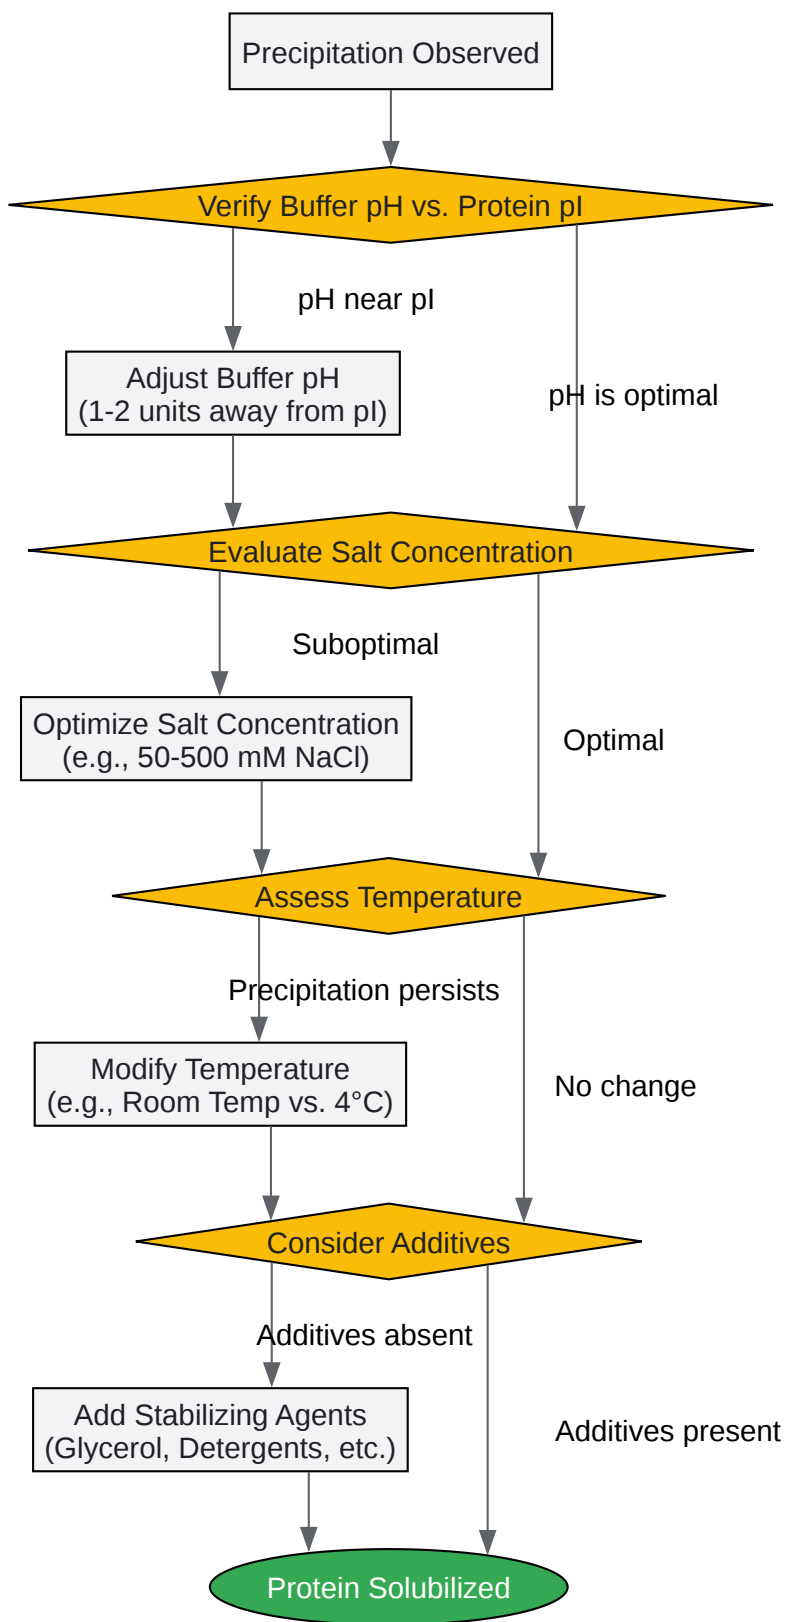 Precipitation Observed
Verify Buffer pH vs. Protein pI
pH near pI
Adjust Buffer pH
(1-2 units away from pI)
pH is optimal
Evaluate Salt Concentration
Suboptimal
Optimize Salt Concentration
(e.g., 50-500 mM NaCl)
Optimal
Assess Temperature
Precipitation persists
Modify Temperature
(e.g., Room Temp vs. 4°C)
No change
Consider Additives
Additives absent
Add Stabilizing Agents
(Glycerol, Detergents, etc.)
Additives present
Protein Solubilized